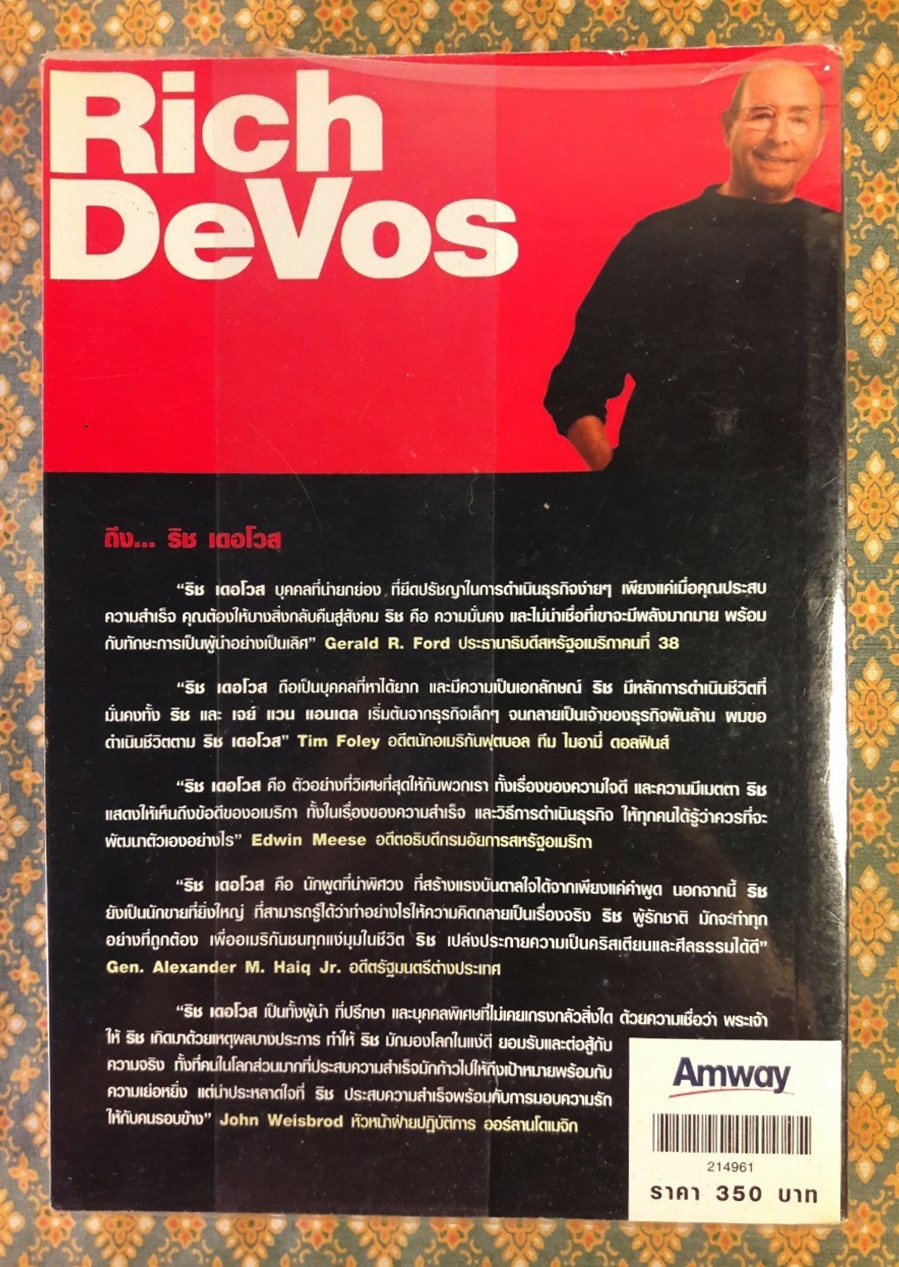 Rich
DeVos
ถึง... ริช เดอโวส
“ริช เดอโวส บุคคลที่น่ายกย่อง ที่ยึดปรัชญาในการดำเนินธุรกิจง่ายๆ เพียงแค่เมื่อคุณประสบ
ความสำเร็จ คุณต้องให้บางสิ่งกลับคืนสู่สังคม ริช คือ ความมั่นคง และไม่น่าเชื่อที่เขาจะมีพลังมากมาย พร้อม
กับทักษะการเป็นผู้นำอย่างเป็นเลิศ” Gerald R. Ford ประธานาธิบดีสหรัฐอเมริกาคนที่ 38
“ริช เดอโวส ถือเป็นบุคคลที่หาได้ยาก และมีความเป็นเอกลักษณ์ ริช มีหลักการดำเนินชีวิตที่
มั่นคงทั้ง ริช และ เจย์ แวน แอนเดล เริ่มต้นจากธุรกิจเล็กๆ จนกลายเป็นเจ้าของธุรกิจพันล้าน ผมขอ
ดำเนินชีวิตตาม ริช เดอโวส” Tim Foley อดีตนักอเมริกันฟุตบอล ทีม ไมอามี่ ดอลฟินส์
“ริช เดอโวส คือ ตัวอย่างที่วิเศษที่สุดให้กับพวกเรา ทั้งเรื่องของความใจดี และความมีเมตตา ริช
แสดงให้เห็นถึงข้อดีของอเมริกา ทั้งในเรื่องของความสำเร็จ และวิธีการดำเนินธุรกิจ ให้ทุกคนได้รู้ว่าควรที่จะ
พัฒนาตัวเองอย่างไร” Edwin Meese อดีตอธิบดีกรมอัยการสหรัฐอเมริกา
“ริช เดอโวส คือ นักพูดที่น่าพิศวง ที่สร้างแรงบันดาลใจได้จากเพียงแค่คำพูด นอกจากนี้ ริช
ยังเป็นนักขายที่ยิ่งใหญ่ ที่สามารถรู้ได้ว่าทำอย่างไรให้ความคิดกลายเป็นเรื่องจริง ริช ผู้รักชาติ มักจะทำทุก
อย่างที่ถูกต้อง เพื่ออเมริกันชนทุกแง่มุมในชีวิต ริช เปล่งประกายความเป็นคริสเตียนและศีลธรรมได้ดี”
Gen. Alexander M. Haiq Jr. อดีตรัฐมนตรีต่างประเทศ
“ริช เดอโวส เป็นทั้งผู้นำ ที่ปรึกษา และบุคคลพิเศษที่ไม่เคยเกรงกลัวสิ่งใด ด้วยความเชื่อว่า พระเจ้า
ให้ ริช เกิดมาด้วยเหตุผลบางประการ ทำให้ ริช มักมองโลกในแง่ดี ยอมรับและต่อสู้กับ
ความจริง ทั้งที่คนในโลกส่วนมากที่ประสบความสำเร็จมักก้าวไปให้ถึงเป้าหมายพร้อมกับ
ความเย่อหยิ่ง แต่น่าประหลาดใจที่ ริช ประสบความสำเร็จพร้อมกับการมอบความรัก
ให้กับคนรอบข้าง” John Weisbrod หัวหน้าฝ่ายปฏิบัติการ ออร์ลานโดเมจิก
Amway
214961
ราคา 350 บาท